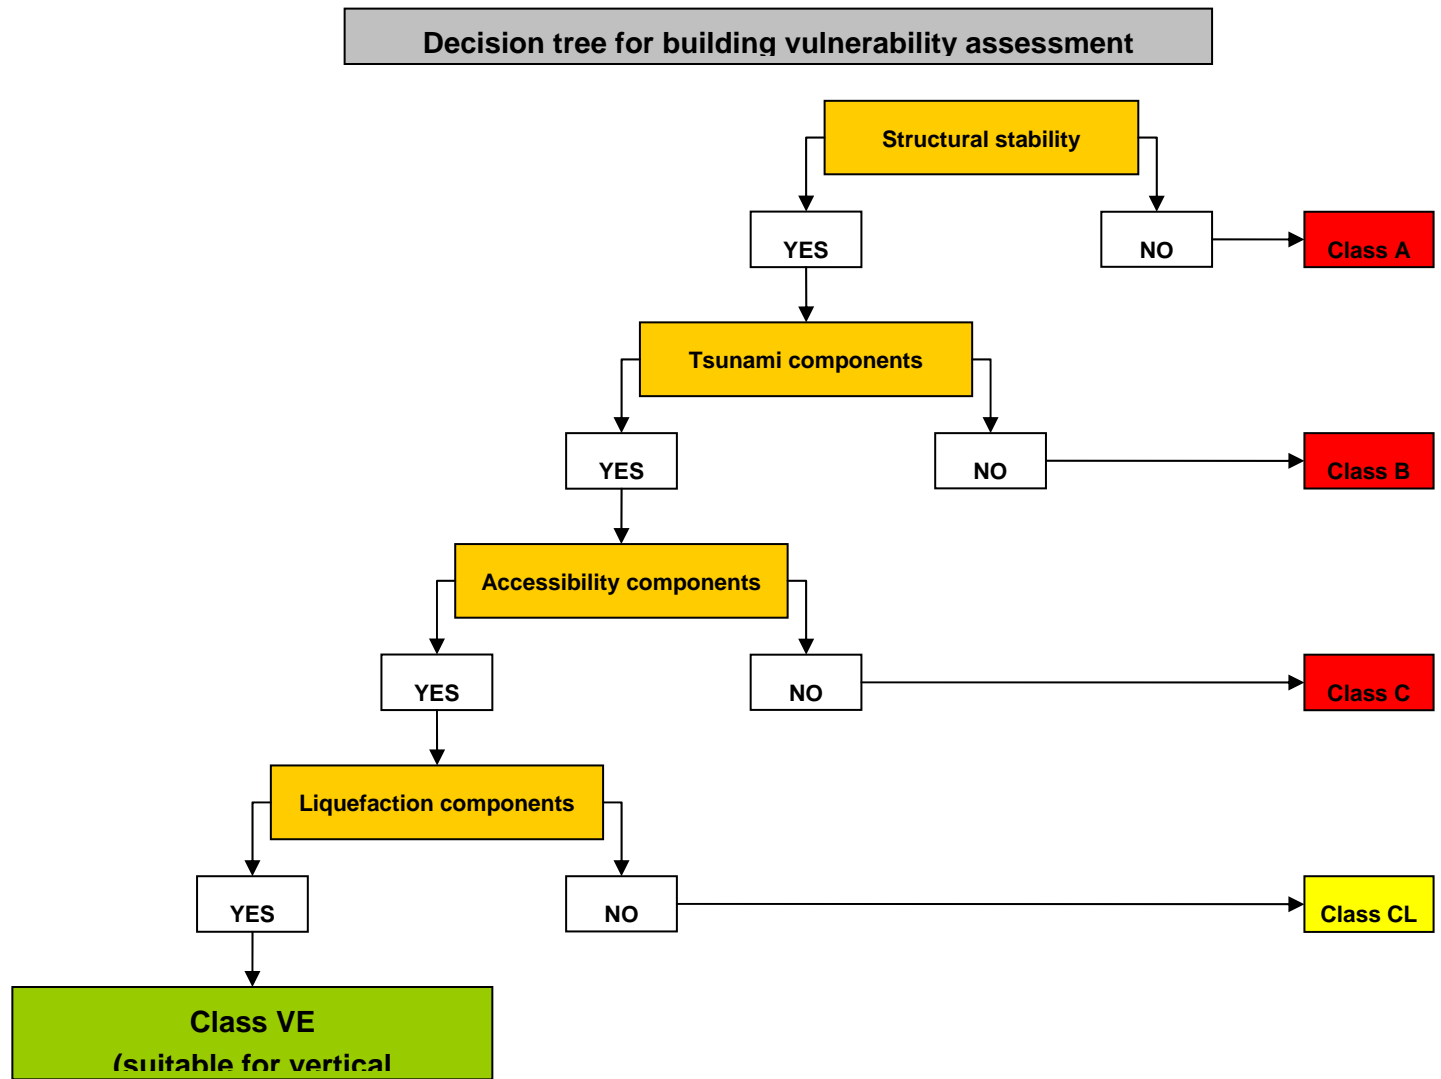 Decision tree for building vulnerability assessment
Structural stability
YES
NO
Class A
Tsunami components
YES
NO
Class B
Accessibility components
YES
NO
Class C
Liquefaction components
YES
NO
Class CL
Class VE
(suitable for vertical